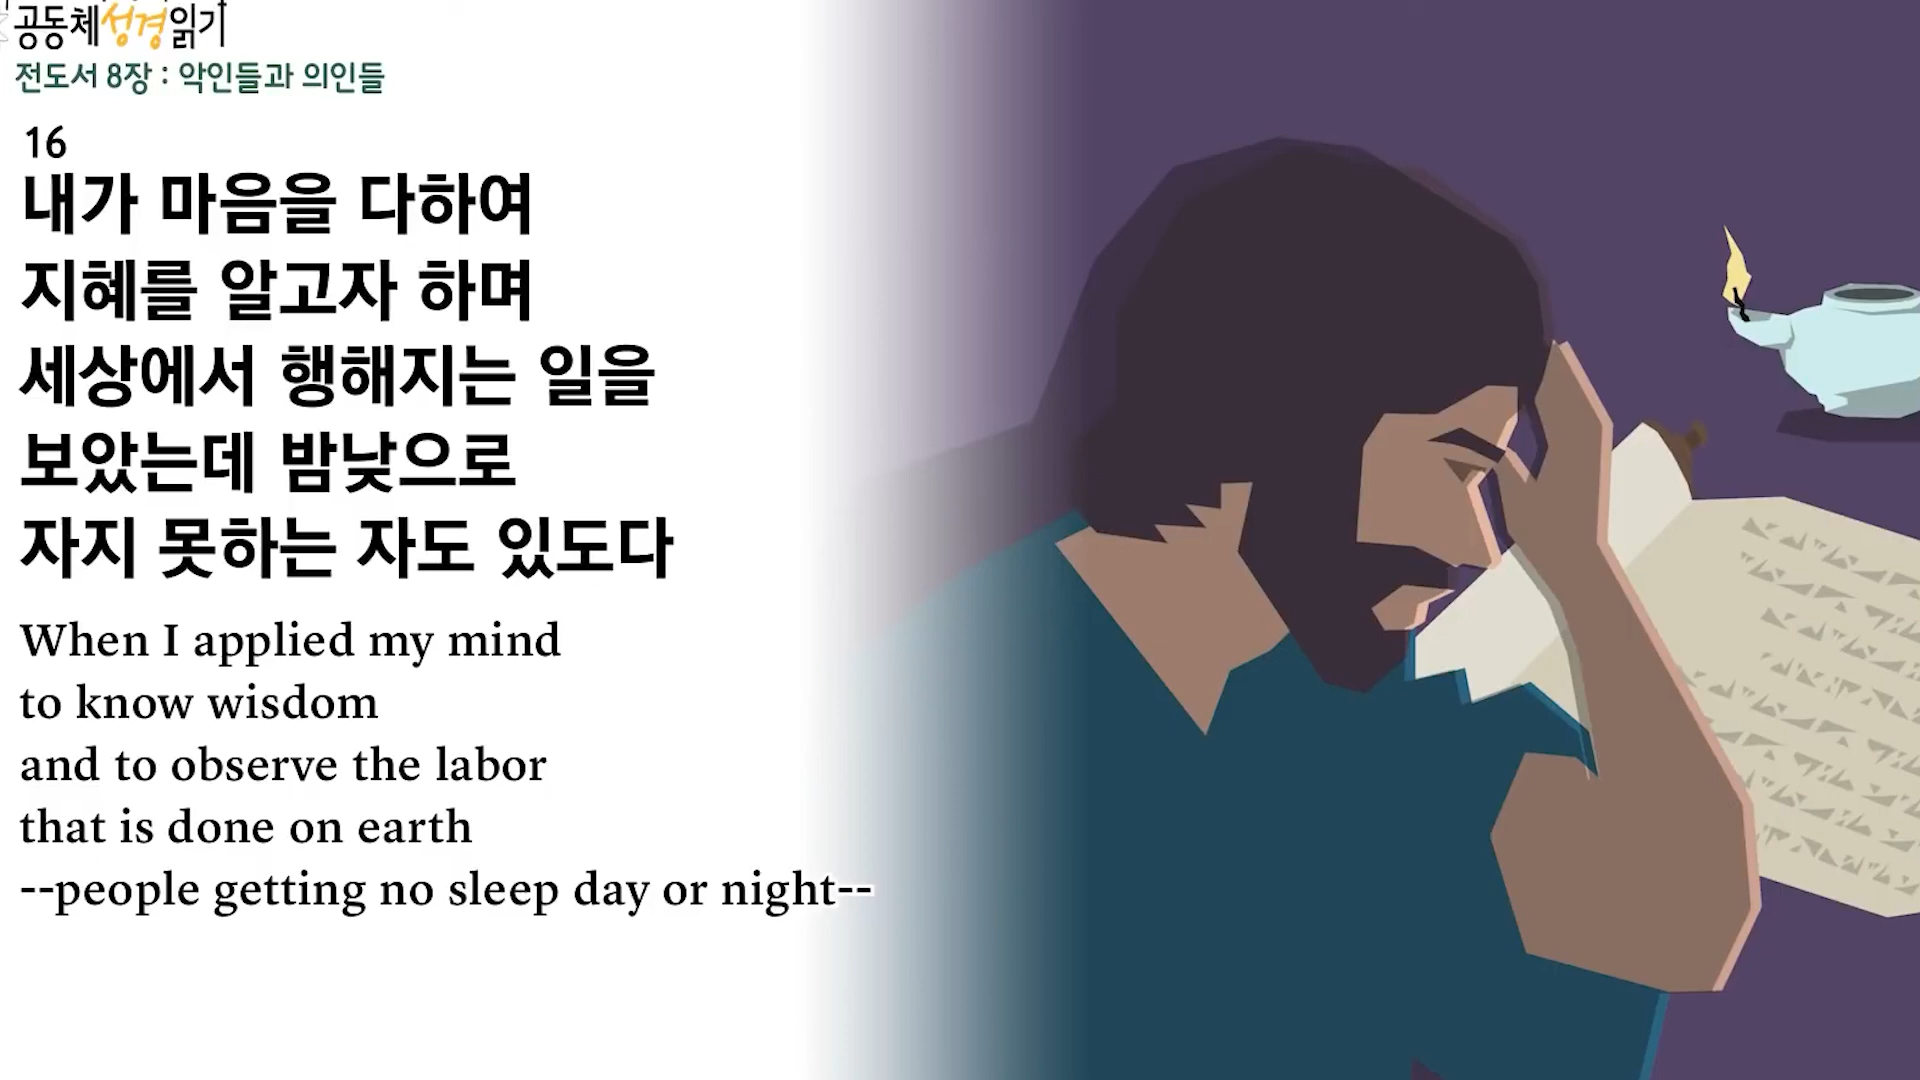 공동체성경읽기
전도서 8장 : 악인들과 의인들
16
내가 마음을 다하여
지혜를 알고자 하며
세상에서 행해지는 일을
보았는데 밤낮으로
자지 못하는 자도 있도다
When I applied my mind
to know wisdom
and to observe the labor
that is done on earth
--people getting no sleep day or night--